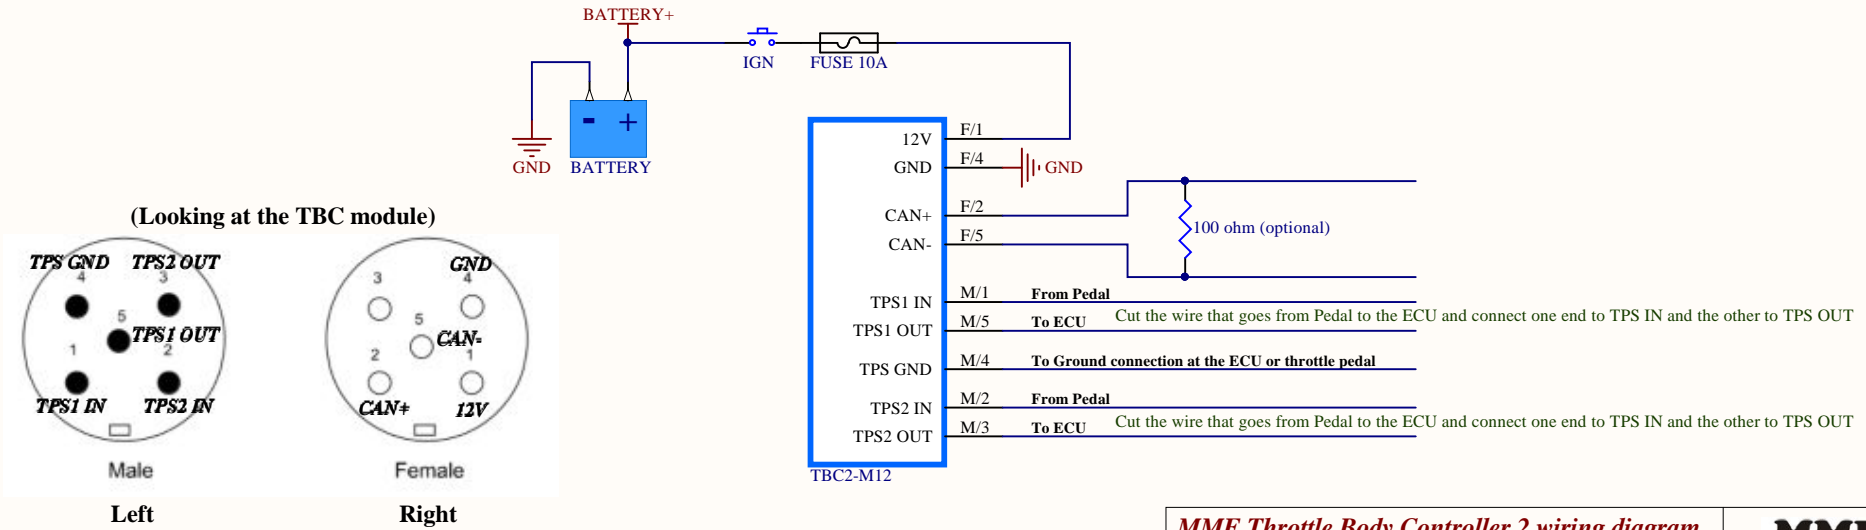 BATTERY+
IGN
FUSE 10A
-
+
GND
BATTERY
12V
F/1
GND
F/4
GND
CAN+
F/2
CAN-
F/5
100 ohm (optional)
TPS1 IN
M/1
From Pedal
Cut the wire that goes from Pedal to the ECU and connect one end to TPS IN and the other to TPS OUT
TPS1 OUT
M/5
To ECU
TPS GND
M/4
To Ground connection at the ECU or throttle pedal
TPS2 IN
M/2
From Pedal
Cut the wire that goes from Pedal to the ECU and connect one end to TPS IN and the other to TPS OUT
TPS2 OUT
M/3
To ECU
TBC2-M12
(Looking at the TBC module)
TPS GND
TPS2 OUT
4
3
5
TPS1 OUT
1
2
TPS1 IN
TPS2 IN
Male
Left
GND
3
4
5
CAN-
2
1
CAN+
12V
Female
Right
MME Throttle Body Controller 2 wiring diagram